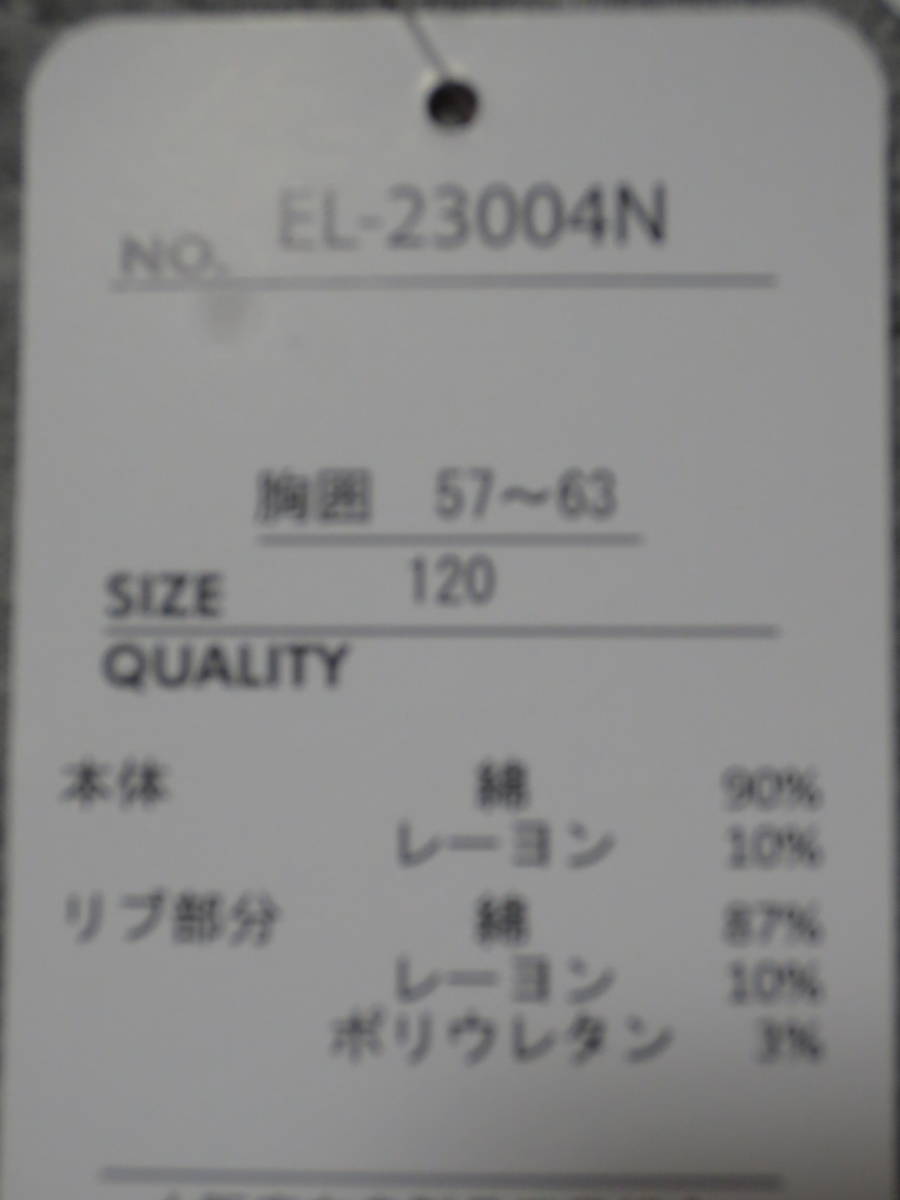 NO. EL-23004N
胸囲 57～63
SIZE 120
QUALITY
本体 綿 90%
レーヨン 10%
リブ部分 綿 87%
レーヨン 10%
ポリウレタン 3%